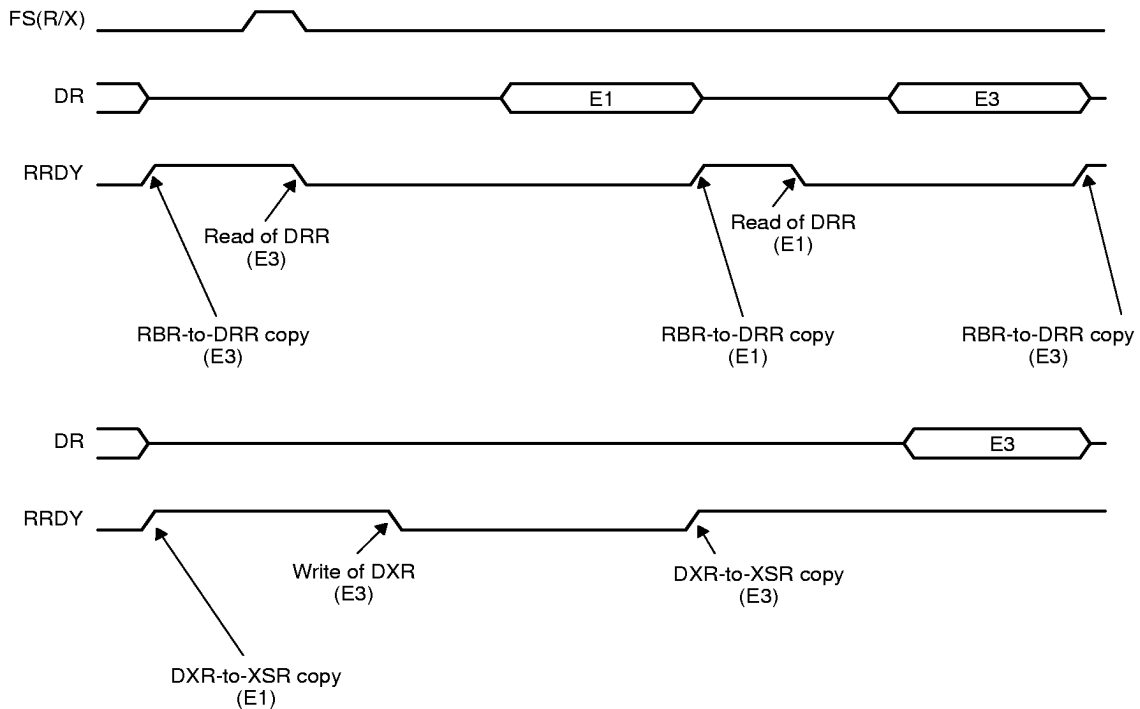 FS(R/X)
DR
E1
E3
RRDY
Read of DRR
(E3)
Read of DRR
(E1)
RBR-to-DRR copy
(E3)
RBR-to-DRR copy
(E1)
RBR-to-DRR copy
(E3)
DR
E3
RRDY
Write of DXR
(E3)
DXR-to-XSR copy
(E3)
DXR-to-XSR copy
(E1)